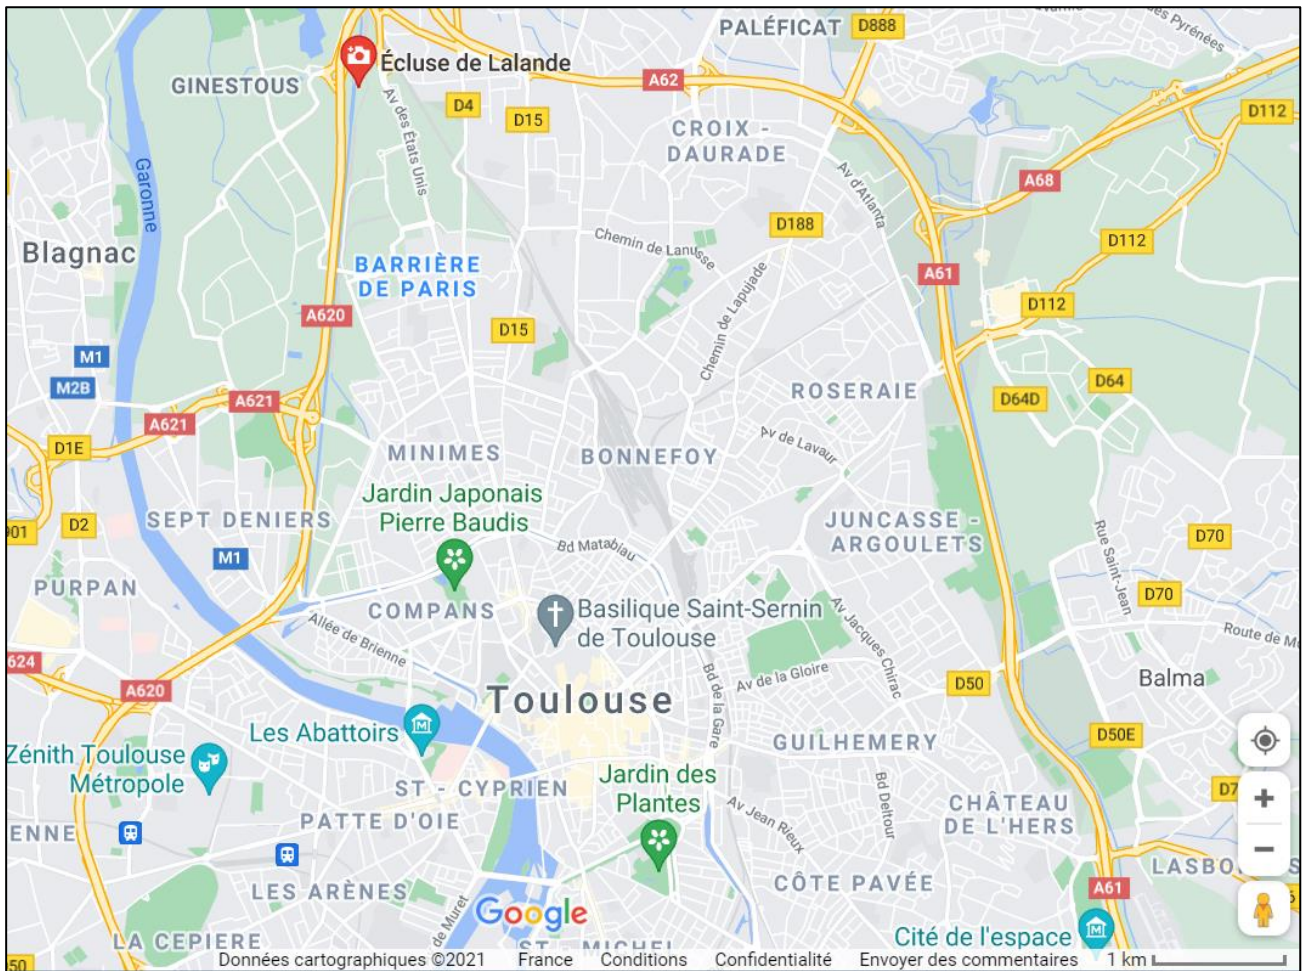 PALÉFICAT
D888
Écluse de Lalande
A62
GINESTOUS
Av des États Unis
D4
D15
D112
CROIX -
DAURADE
Garonne
Av d'Atlanta
A68
D188
Blagnac
Chemin de Lanusse
D112
BARRIÈRE
DE PARIS
A61
A620
D112
D15
Chemin de Lapujade
M1
M2B
A621
ROSERAIE
D64
D64D
A621
D1E
MINIMES
BONNEFOY
Av de Lavaur
Jardin Japonais
Pierre Baudis
SEPT DENIERS
D2
JUNCASSE -
ARGOULETS
901
Bd Matabiau
Rue Saint-Jean
D70
M1
PURPAN
COMPANS
Basilique Saint-Sernin
de Toulouse
D70
Allée de Brienne
Av Jacques Chirac
Route de
624
A620
Toulouse
Bd de la Gare
Av de la Gloire
D50
Balma
Les Abattoirs
Zénith Toulouse
Métropole
GUILHEMERY
D50E
ST - CYPRIEN
Jardin des
Plantes
Bd Deltour
PATTE D'OIE
Av Jean Rieux
CHÂTEAU
DE L'HERS
LES ARÈNES
CÔTE PAVÉE
A61
de Muret
Google
LA CEPIERE
ST - MICHEL
Cité de l'espace
50
Données cartographiques ©2021 France Conditions Confidentialité Envoyer des commentaires 1 km